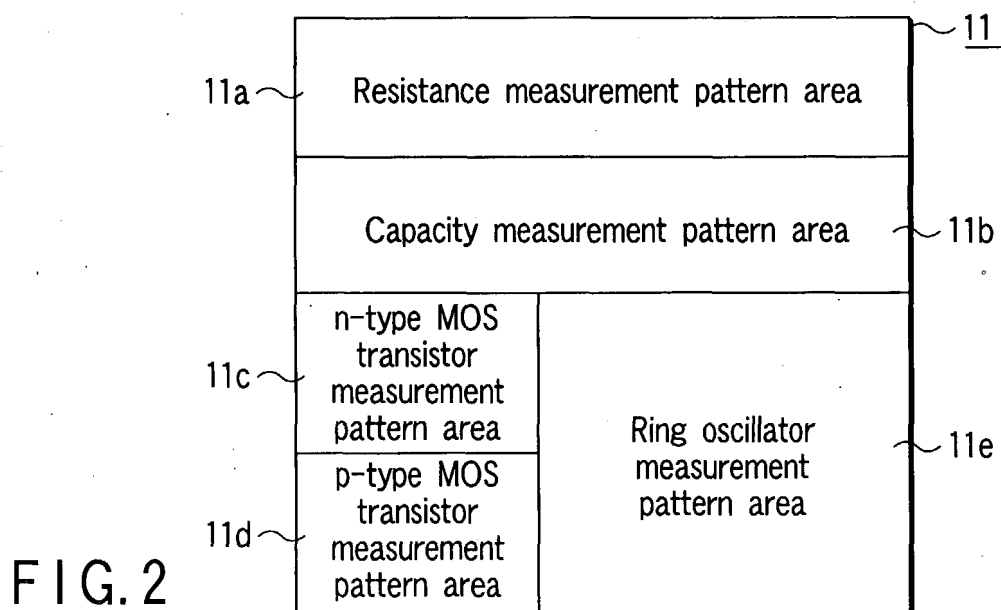 11
11a
Resistance measurement pattern area
Capacity measurement pattern area
11b
n-type MOS
transistor
measurement
pattern area
11c
p-type MOS
transistor
measurement
pattern area
11d
Ring oscillator
measurement
pattern area
11e
FIG. 2